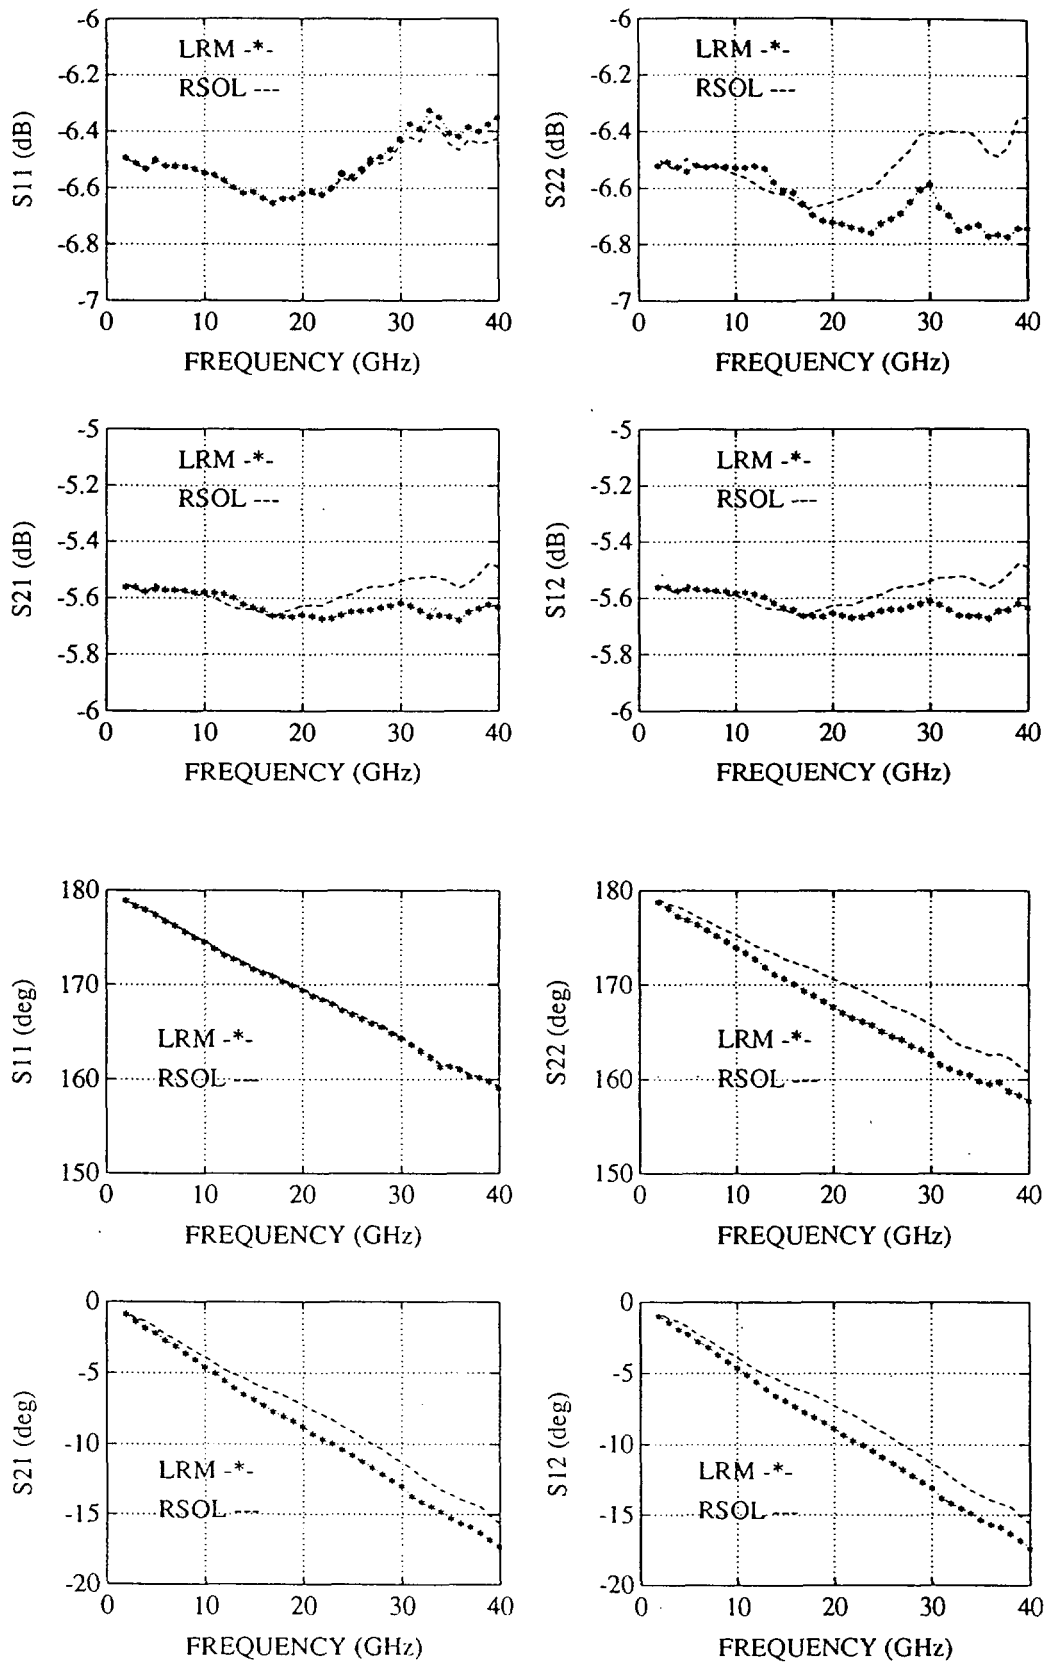 -6
-6.2
-6.4
-6.6
-6.8
-7
S11 (dB)
LRM -*-
RSOL ---
0 10 20 30 40
FREQUENCY (GHz)
-6
-6.2
-6.4
-6.6
-6.8
-7
S22 (dB)
LRM -*-
RSOL ---
0 10 20 30 40
FREQUENCY (GHz)
-5
-5.2
-5.4
-5.6
-5.8
-6
S21 (dB)
LRM -*-
RSOL ---
0 10 20 30 40
FREQUENCY (GHz)
-5
-5.2
-5.4
-5.6
-5.8
-6
S12 (dB)
LRM -*-
RSOL ---
0 10 20 30 40
FREQUENCY (GHz)
180
170
160
150
S11 (deg)
LRM -*-
RSOL ---
0 10 20 30 40
FREQUENCY (GHz)
180
170
160
150
S22 (deg)
LRM -*-
RSOL ---
0 10 20 30 40
FREQUENCY (GHz)
0
-5
-10
-15
-20
S21 (deg)
LRM -*-
RSOL ---
0 10 20 30 40
FREQUENCY (GHz)
0
-5
-10
-15
-20
S12 (deg)
LRM -*-
RSOL ---
0 10 20 30 40
FREQUENCY (GHz)